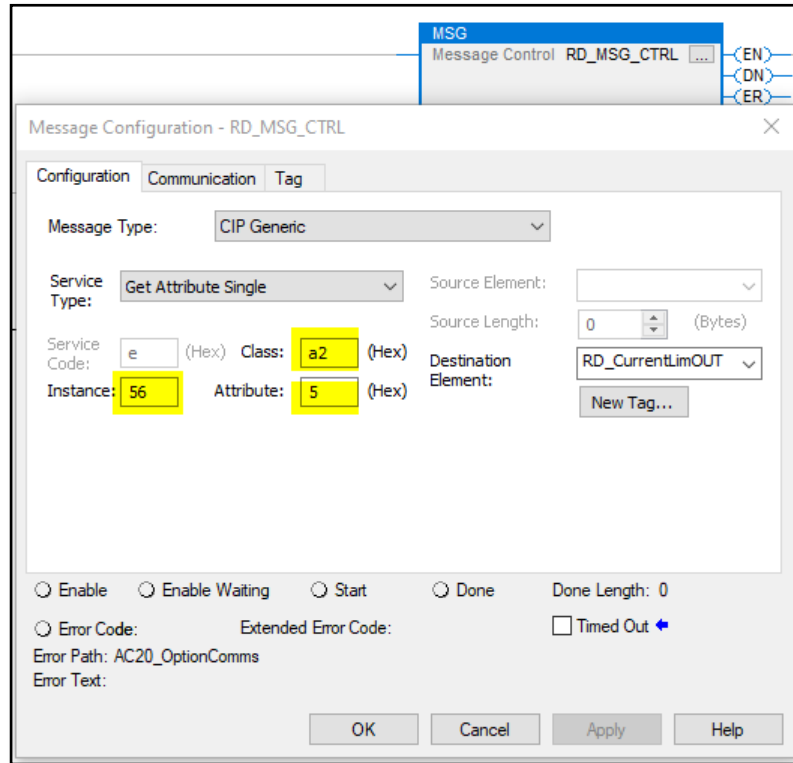 MSG
Message Control RD_MSG_CTRL ...
(EN)
(DN)
(ER)
Message Configuration - RD_MSG_CTRL
Configuration Communication Tag
Message Type: CIP Generic
Service Type: Get Attribute Single
Source Element:
Source Length: 0 (Bytes)
Service Code: e (Hex) Class: a2 (Hex)
Destination Element: RD_CurrentLimOUT
Instance: 56 Attribute: 5 (Hex)
New Tag...
Enable Enable Waiting Start Done Done Length: 0
Error Code: Extended Error Code: Timed Out
Error Path: AC20_OptionComms
Error Text:
OK Cancel Apply Help